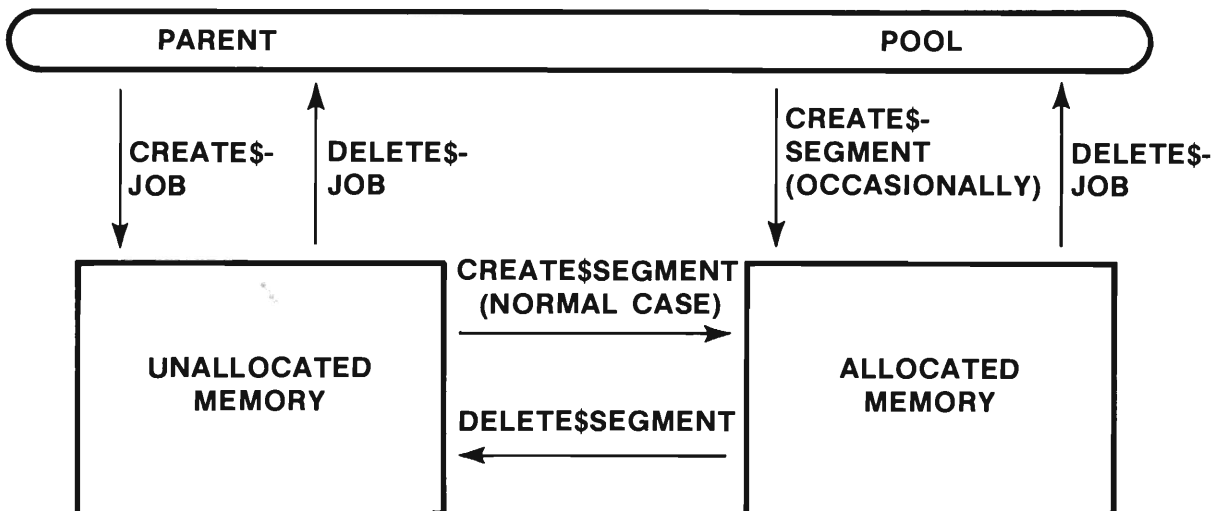 PARENT POOL
CREATE$-
JOB
DELETE$-
JOB
CREATE$-
SEGMENT
(OCCASIONALLY)
DELETE$-
JOB
CREATE$SEGMENT
(NORMAL CASE)
UNALLOCATED
MEMORY
DELETE$SEGMENT
ALLOCATED
MEMORY